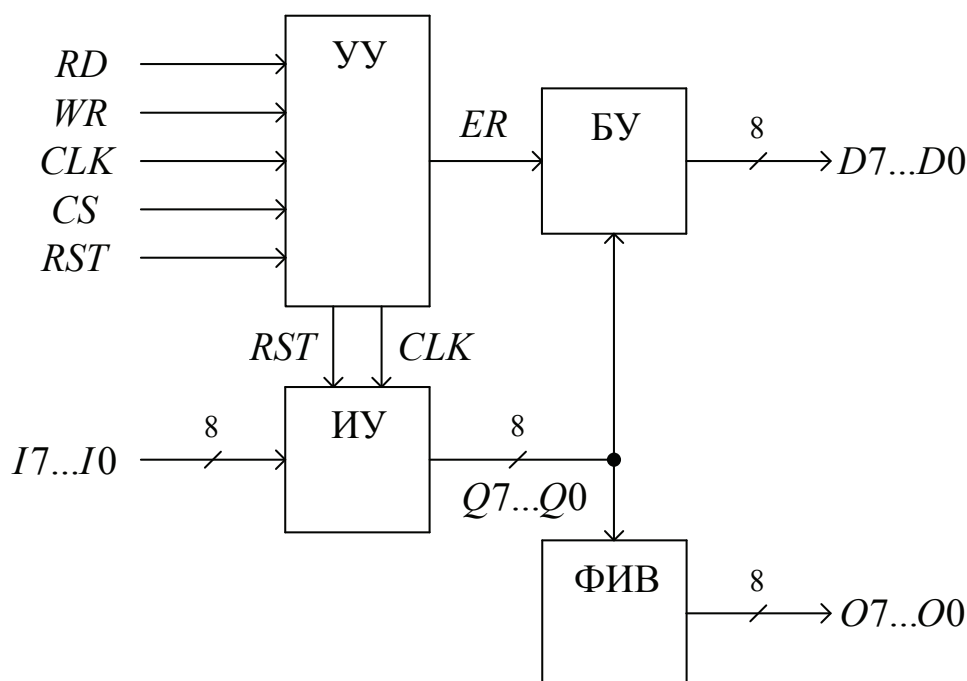 УУ
RD
WR
CLK
CS
RST
ER
БУ
8
D7...D0
RST
CLK
I7...I0
8
ИУ
8
Q7...Q0
ФИВ
8
O7...O0